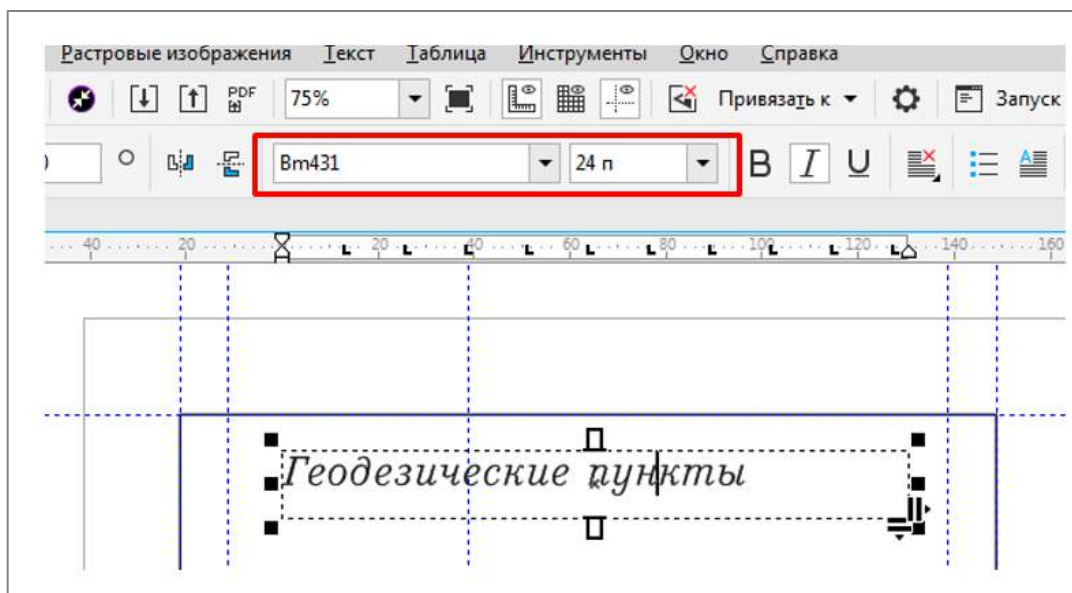 Растровые изображения Текст Таблица Инструменты Окно Справка
PDF 75% Привязать к Запуск
Bm431 24 п B I U
40 20 20 40 60 80 100 120 140 160
Геодезические пункты